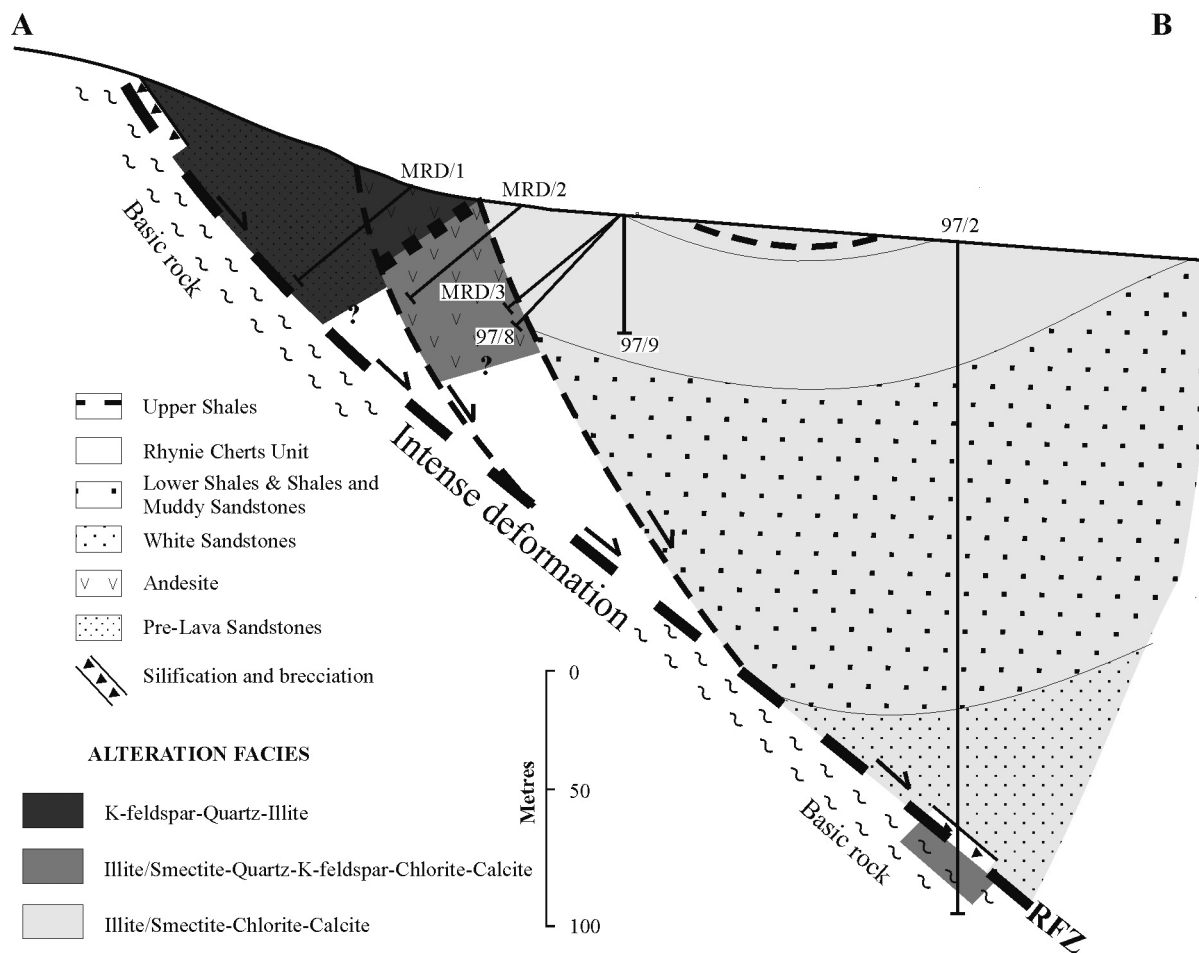 A
B
MRD/1
MRD/2
97/2
Basic rock
MRD/3
?
97/8
97/9
?
Upper Shales
Rhynie Cherts Unit
Lower Shales & Shales and
Muddy Sandstones
White Sandstones
Andesite
Pre-Lava Sandstones
Silification and brecciation
Intense deformation
0
50
100
Metres
Basic rock
RFZ
ALTERATION FACIES
K-feldspar-Quartz-Illite
Illite/Smectite-Quartz-K-feldspar-Chlorite-Calcite
Illite/Smectite-Chlorite-Calcite